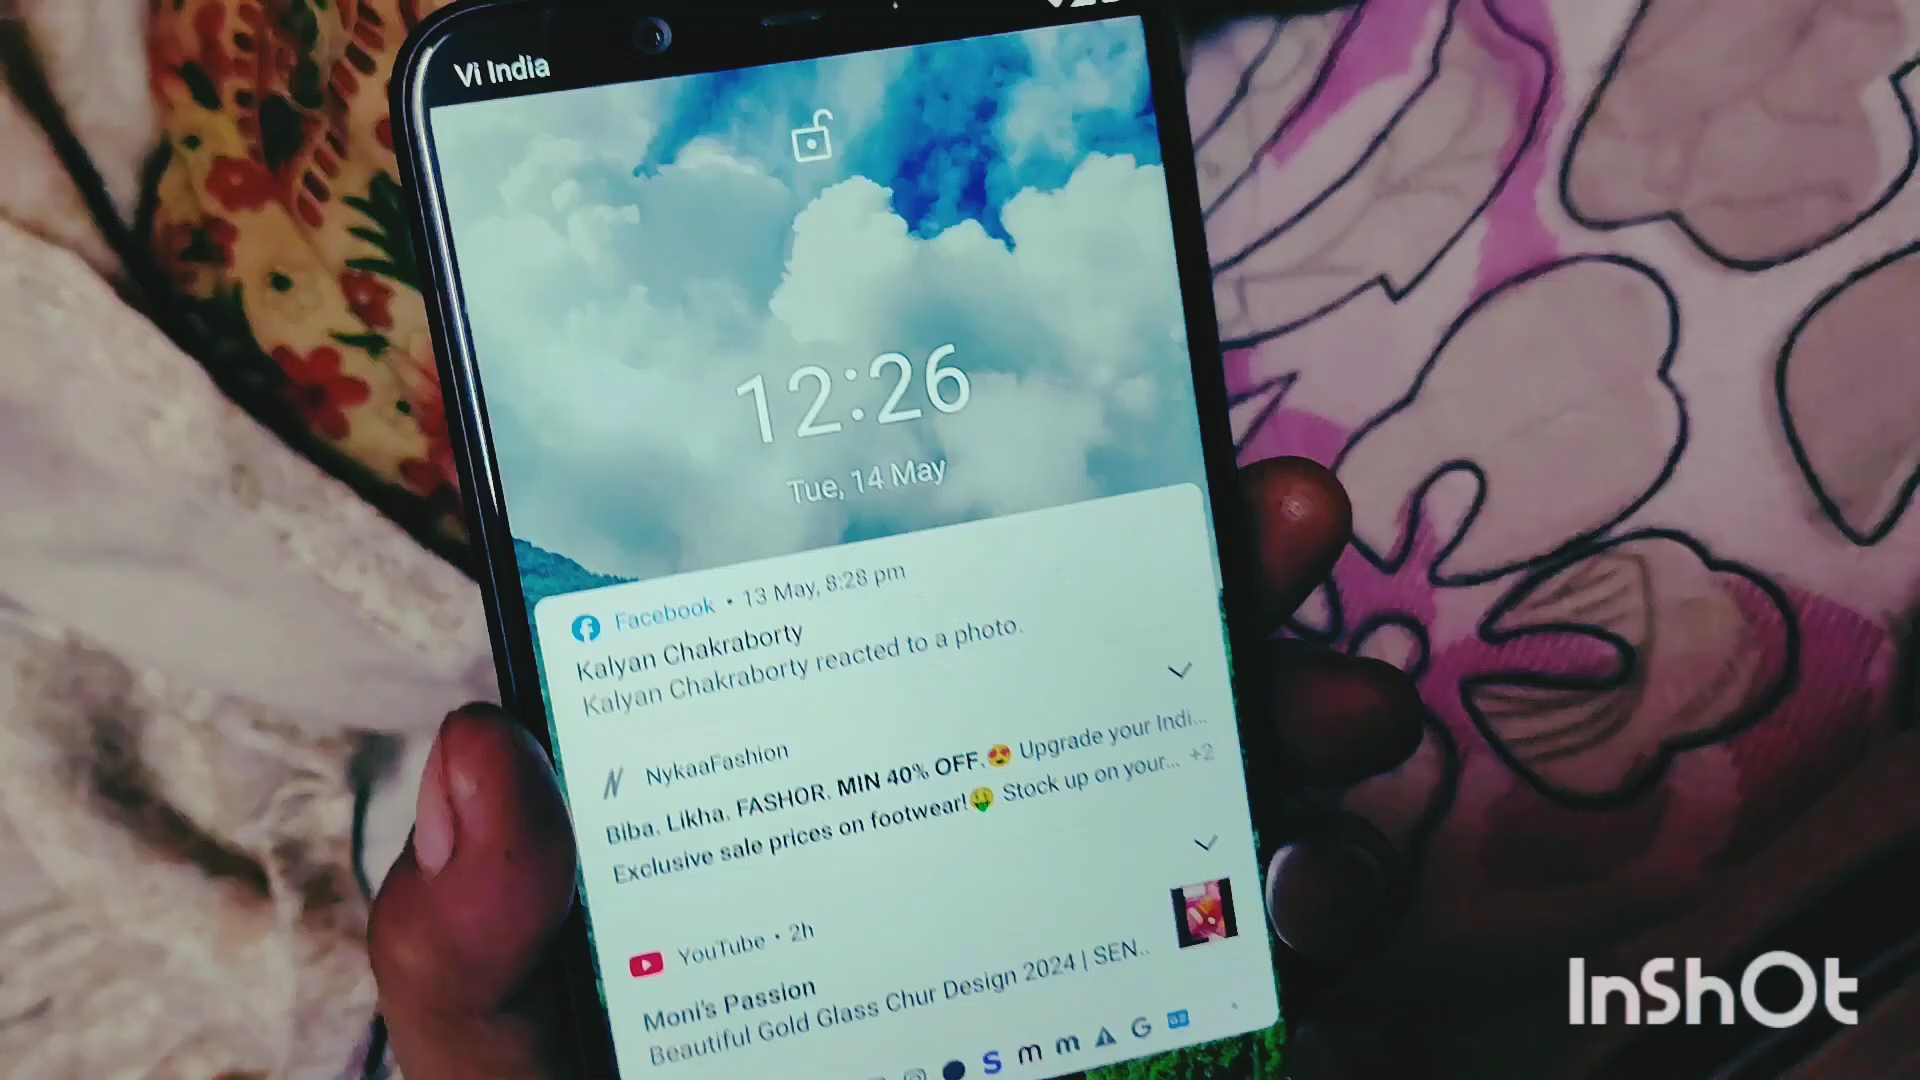 Vi India
12:26
Tue, 14 May
Facebook • 13 May, 8:28 pm
Kalyan Chakraborty
Kalyan Chakraborty reacted to a photo.
NykaaFashion
Biba. Likha. FASHOR. MIN 40% OFF.😍 Upgrade your Indi...
Exclusive sale prices on footwear!🤑 Stock up on your... +2
YouTube • 2h
Moni's Passion
Beautiful Gold Glass Chur Design 2024 | SEN..
S m m G
InShOt